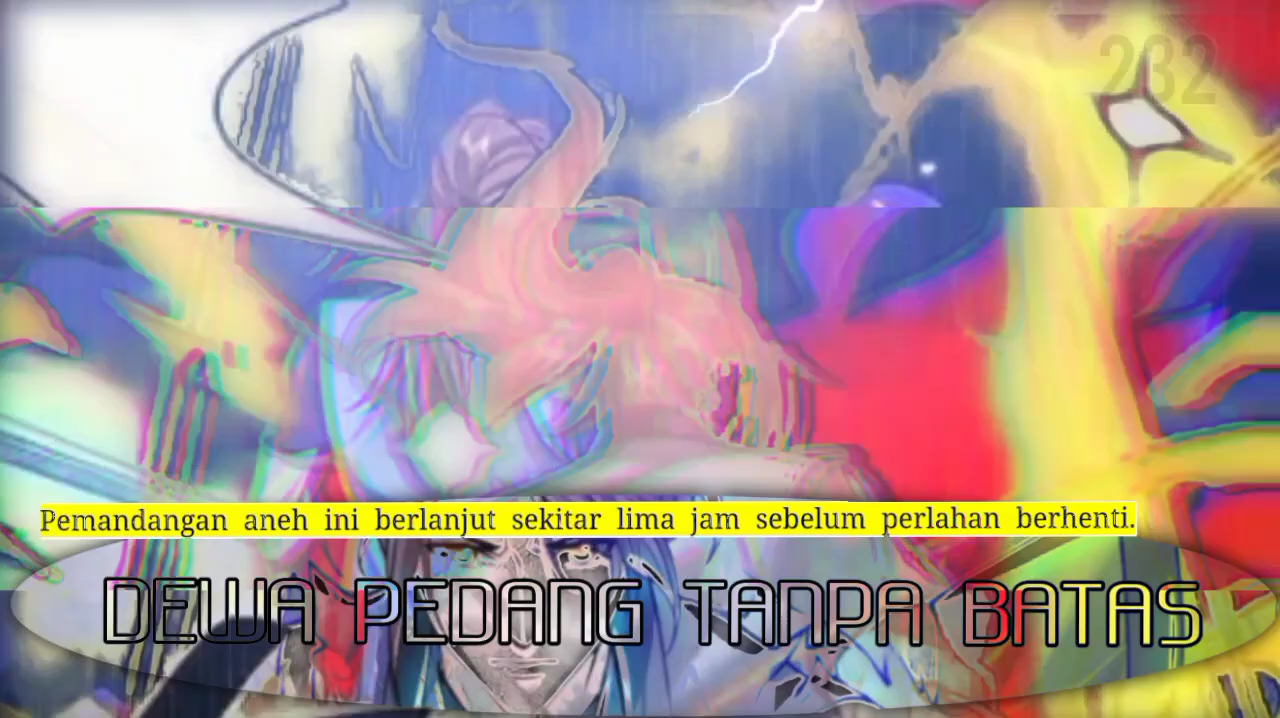 232
Pemandangan aneh ini berlanjut sekitar lima jam sebelum perlahan berhenti.
DEWA PEDANG TANPA BATAS